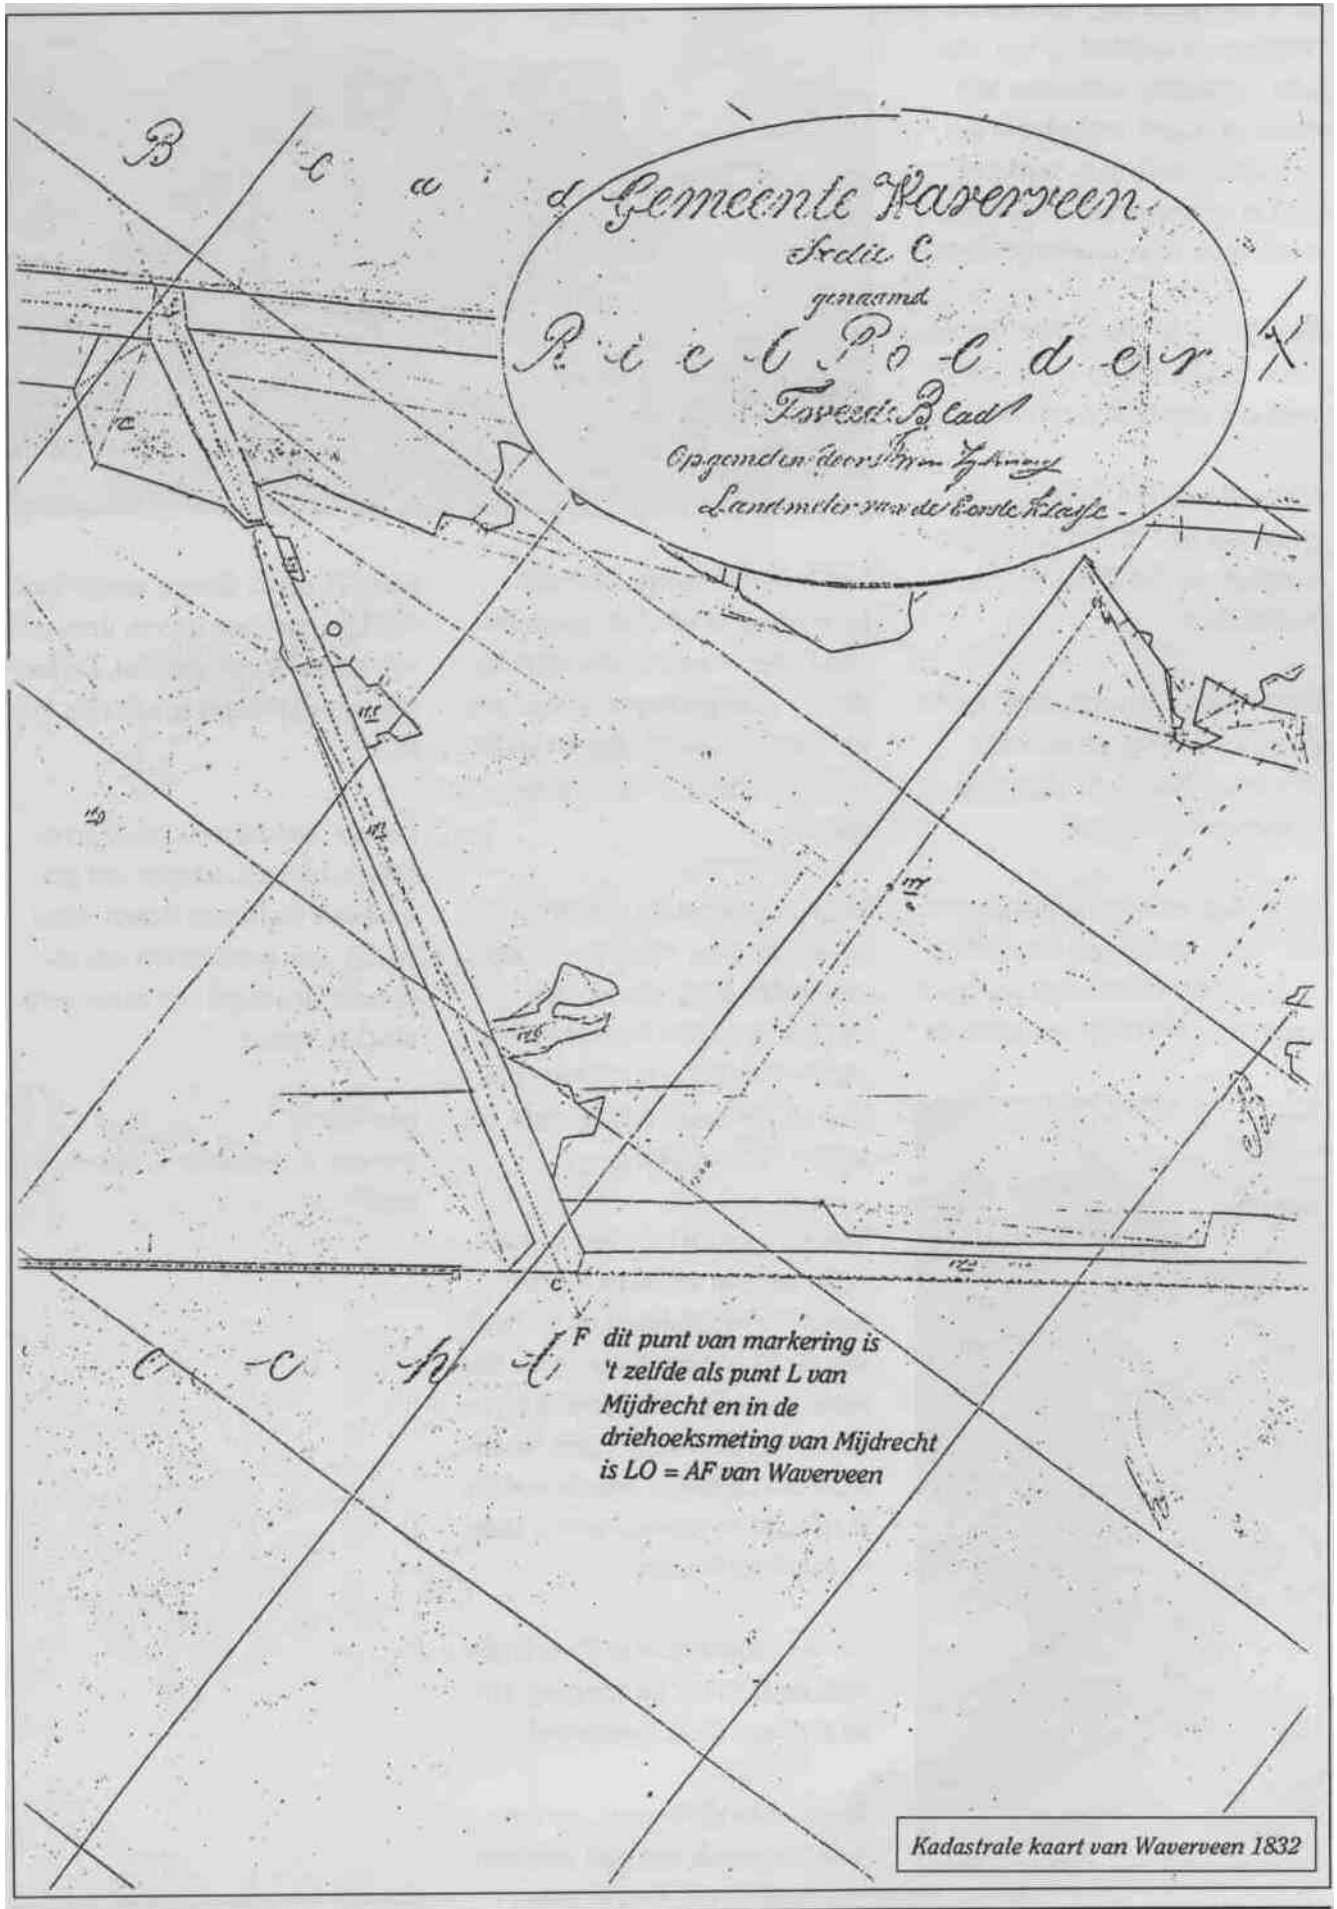 B l a d
Gemeente Waverveen
Sectie C
genaamd
Riet Polder
Tweede Blad
Opgemeten door
Landmeter van de Eerste Klasse
C
e c h t
F dit punt van markering is
't zelfde als punt L van
Mijdrecht en in de
driehoeksmeting van Mijdrecht
is LO = AF van Waverveen
Kadastrale kaart van Waverveen 1832